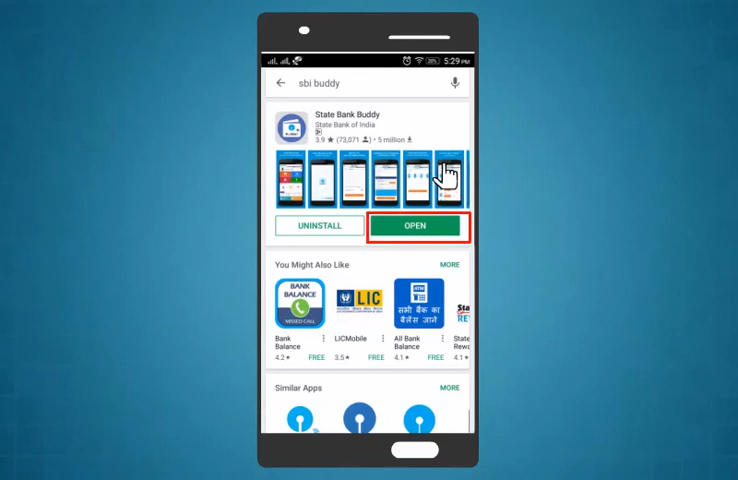 5:29 PM
sbi buddy
State Bank Buddy
State Bank of India
3.9 ★ (73,071) • 5 million
UNINSTALL
OPEN
You Might Also Like
MORE
BANK
BALANCE
MISSED CALL
LIC
ATM
सभी बैंक का
बैलेंस जाने
Bank
Balance
LICMobile
All Bank
Balance
State
Rewo
4.2 ★ FREE
3.5 ★ FREE
4.1 ★ FREE
4.1 ★
Similar Apps
MORE